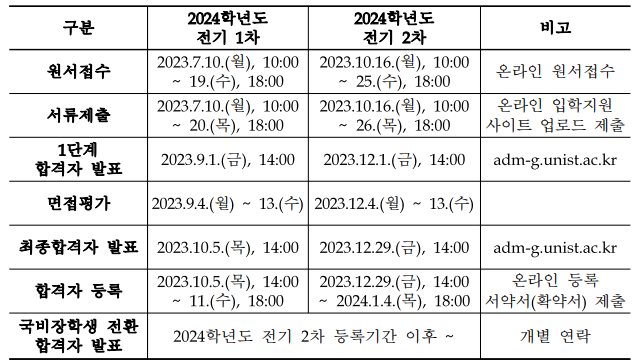 구분
2024학년도
전기 1차
2024학년도
전기 2차
비고
원서접수
2023.7.10.(월), 10:00
~ 19.(수), 18:00
2023.10.16.(월), 10:00
~ 25.(수), 18:00
온라인 원서접수
서류제출
2023.7.10.(월), 10:00
~ 20.(목), 18:00
2023.10.16.(월), 10:00
~ 26.(목), 18:00
온라인 입학지원
사이트 업로드 제출
1단계
합격자 발표
2023.9.1.(금), 14:00
2023.12.1.(금), 14:00
adm-g.unist.ac.kr
면접평가
2023.9.4.(월) ~ 13.(수)
2023.12.4.(월) ~ 13.(수)
최종합격자 발표
2023.10.5.(목), 14:00
2023.12.29.(금), 14:00
adm-g.unist.ac.kr
합격자 등록
2023.10.5.(목), 14:00
~ 11.(수), 18:00
2023.12.29.(금), 14:00
~ 2024.1.4.(목), 18:00
온라인 등록
서약서(확약서) 제출
국비장학생 전환
합격자 발표
2024학년도 전기 2차 등록기간 이후 ~
개별 연락